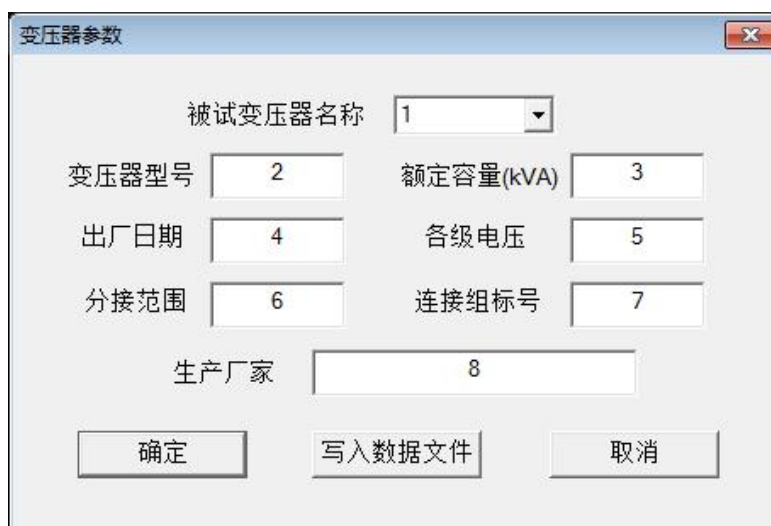 变压器参数
被试变压器名称 1
变压器型号 2 额定容量(kVA) 3
出厂日期 4 各级电压 5
分接范围 6 连接组标号 7
生产厂家 8
确定 写入数据文件 取消